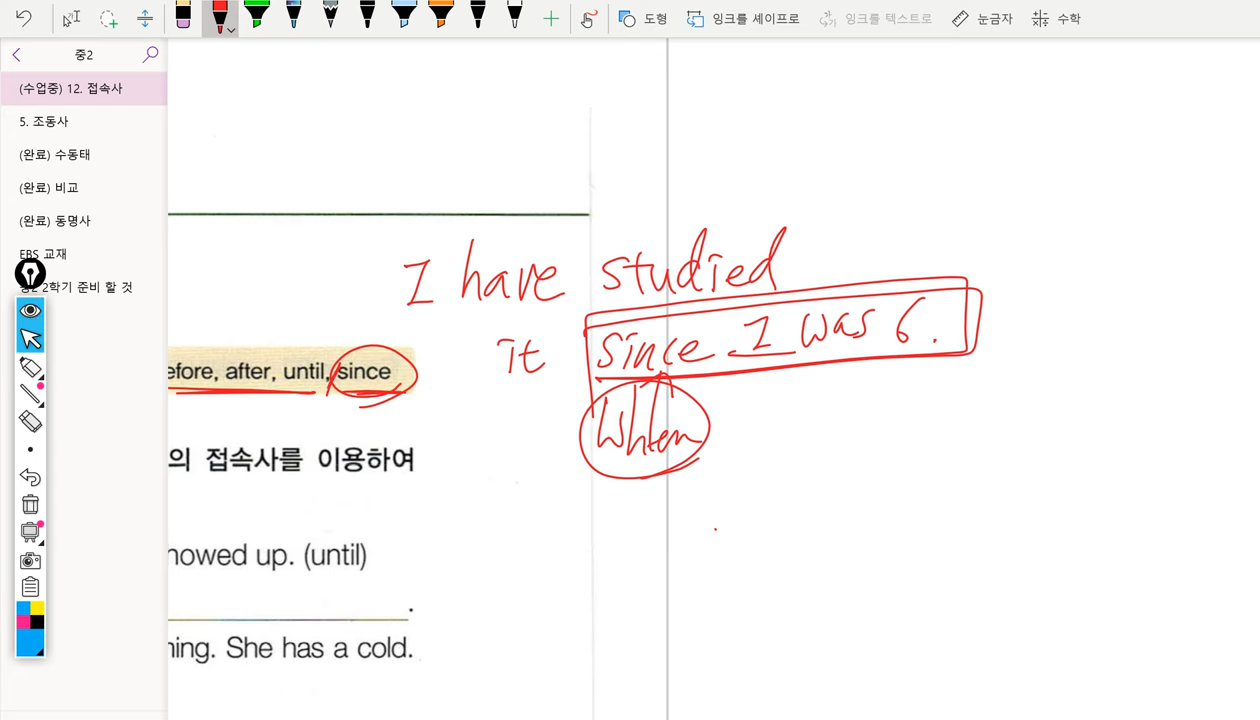 도형
잉크를 셰이프로
잉크를 텍스트로
눈금자
수학
중2
(수업중) 12. 접속사
5. 조동사
(완료) 수동태
(완료) 비교
(완료) 동명사
EBS 교재
2학기 준비 할 것
I have studied
it since I was 6.
efore, after, until, since
When
의 접속사를 이용하여
howed up. (until)
.
ning. She has a cold.